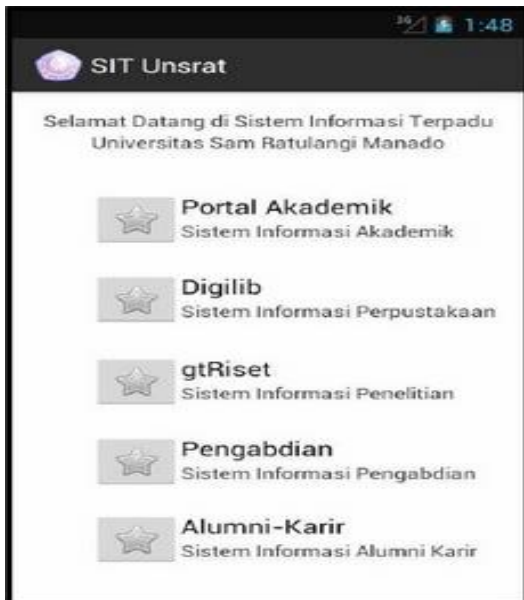 3G 1:48
SIT Unsrat
Selamat Datang di Sistem Informasi Terpadu
Universitas Sam Ratulangi Manado
Portal Akademik
Sistem Informasi Akademik
Digilib
Sistem Informasi Perpustakaan
gtRiset
Sistem Informasi Penelitian
Pengabdian
Sistem Informasi Pengabdian
Alumni-Karir
Sistem Informasi Alumni Karir